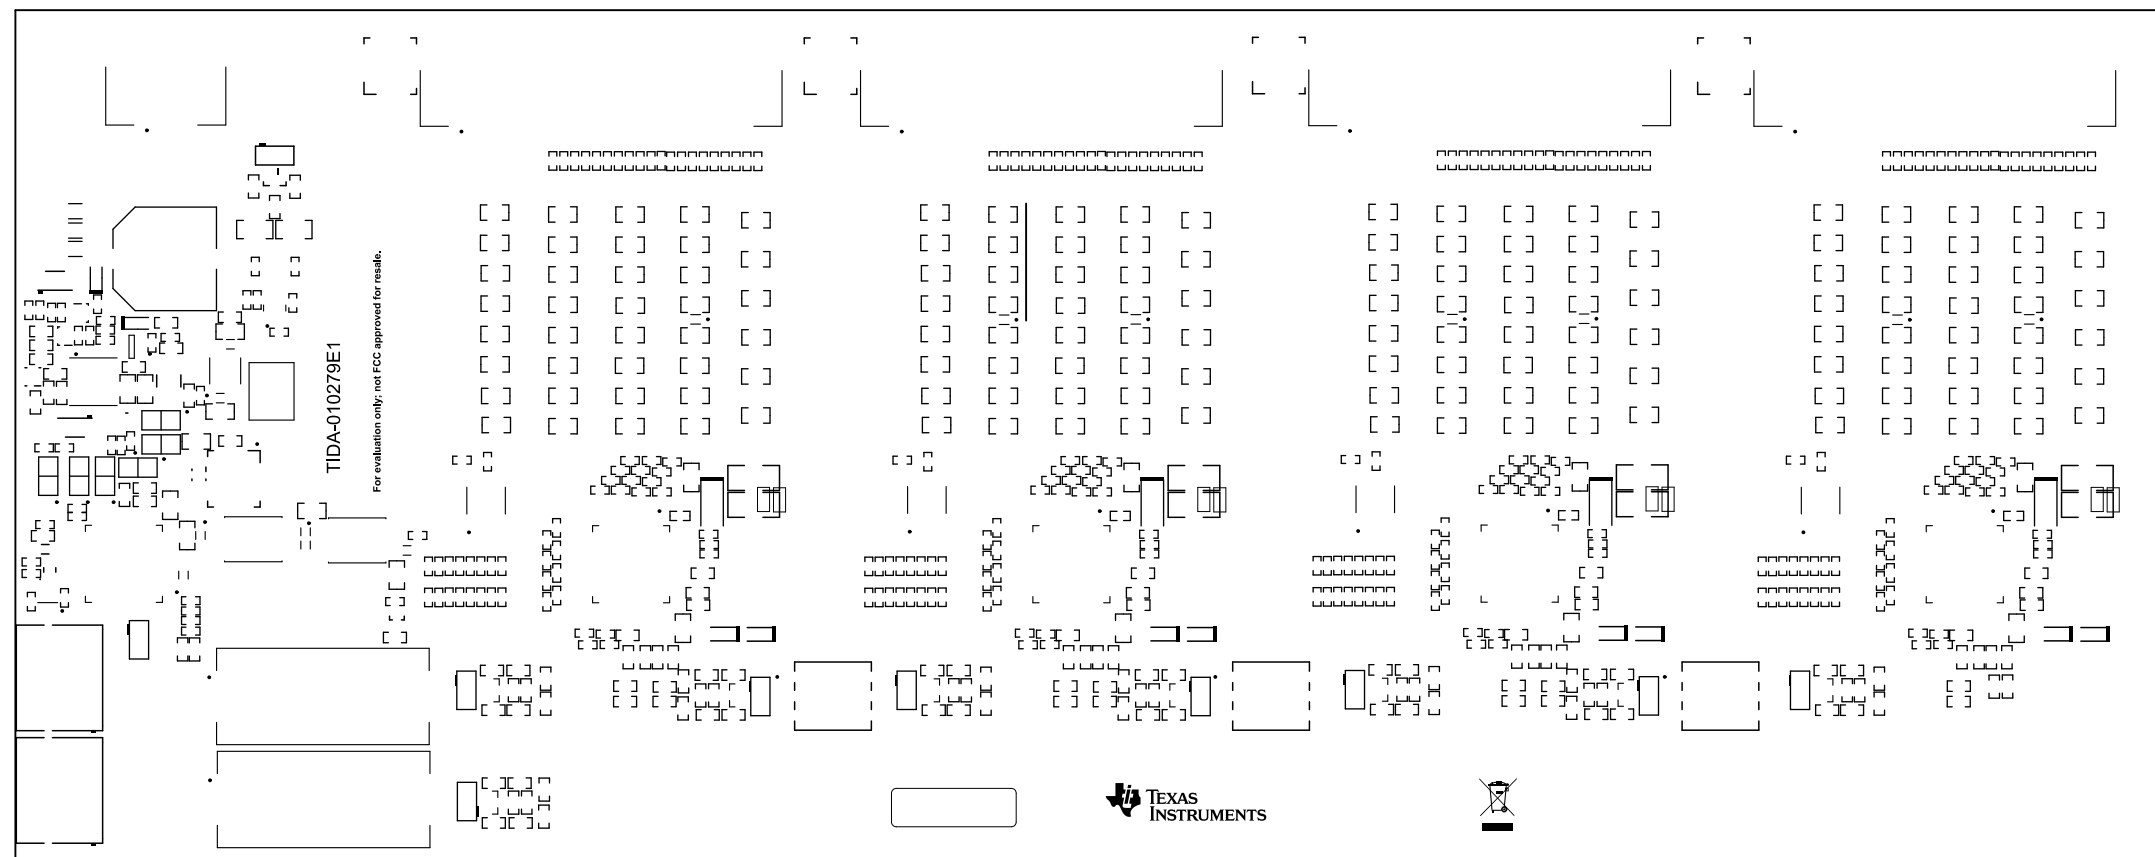 TIDA-010279E1
For evaluation only; not FCC approved for resale.
TEXAS
INSTRUMENTS